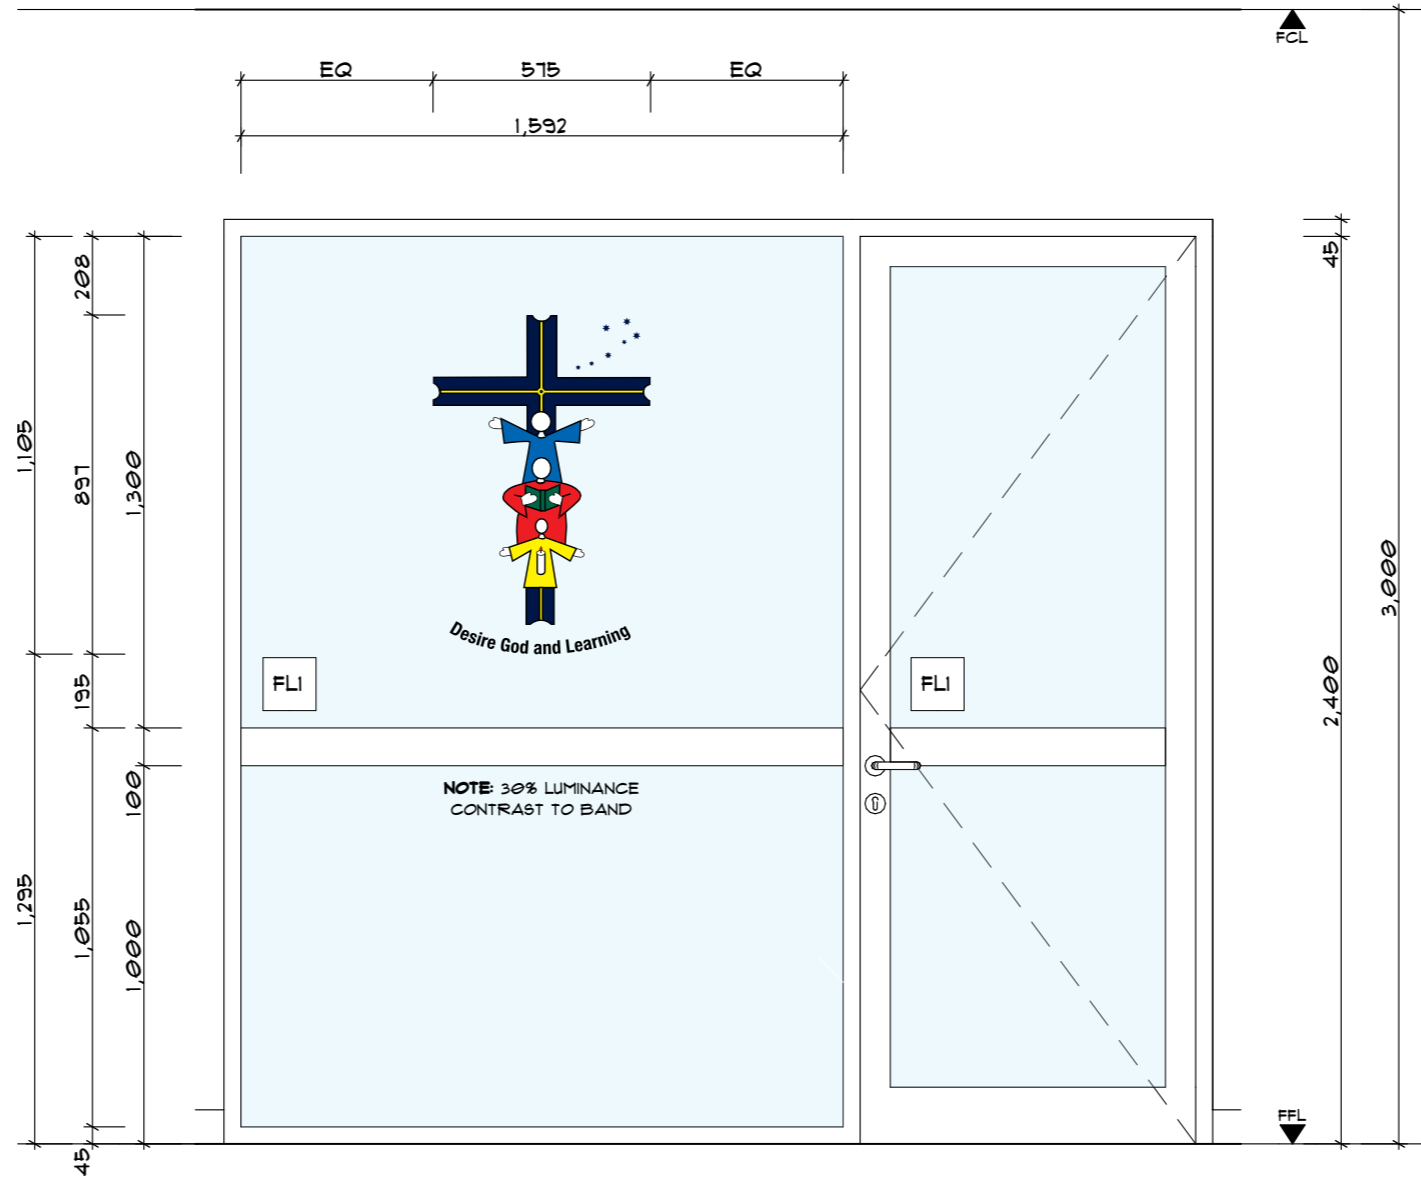 FCL
EQ
575
EQ
1,592
208
45
1,105
897
1,300
3,000
Desire God and Learning
2,400
FL1
FL1
195
NOTE: 30% LUMINANCE
CONTRAST TO BAND
100
1,295
1,055
1,000
FFL
45